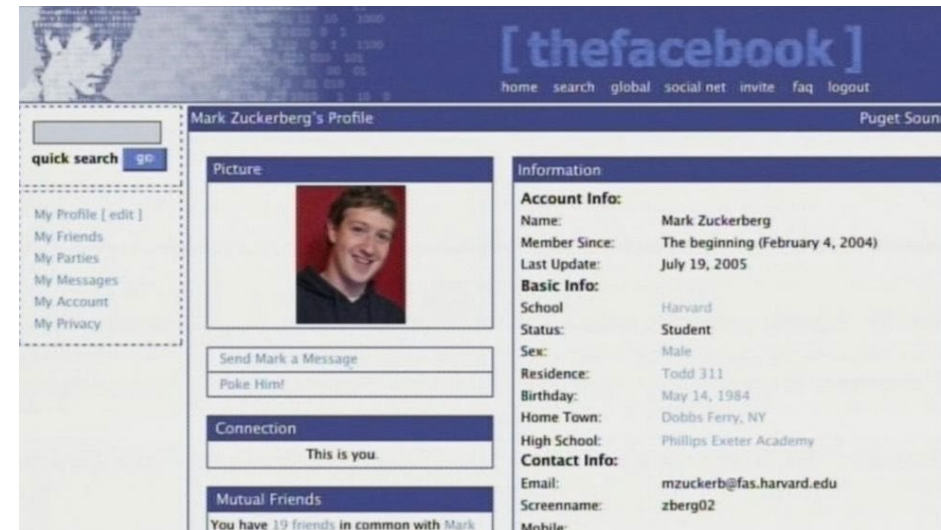 [ thefacebook ]
home search global social net invite faq logout
quick search go
My Profile [ edit ]
My Friends
My Parties
My Messages
My Account
My Privacy
Mark Zuckerberg's Profile Puget Soun
Picture
Send Mark a Message
Poke Him!
Connection
This is you.
Mutual Friends
You have 19 friends in common with Mark
Information
Account Info:
Name: Mark Zuckerberg
Member Since: The beginning (February 4, 2004)
Last Update: July 19, 2005
Basic Info:
School Harvard
Status: Student
Sex: Male
Residence: Todd 311
Birthday: May 14, 1984
Home Town: Dobbs Ferry, NY
High School: Phillips Exeter Academy
Contact Info:
Email: mzuckerb@fas.harvard.edu
Screenname: zberg02
Mobile: